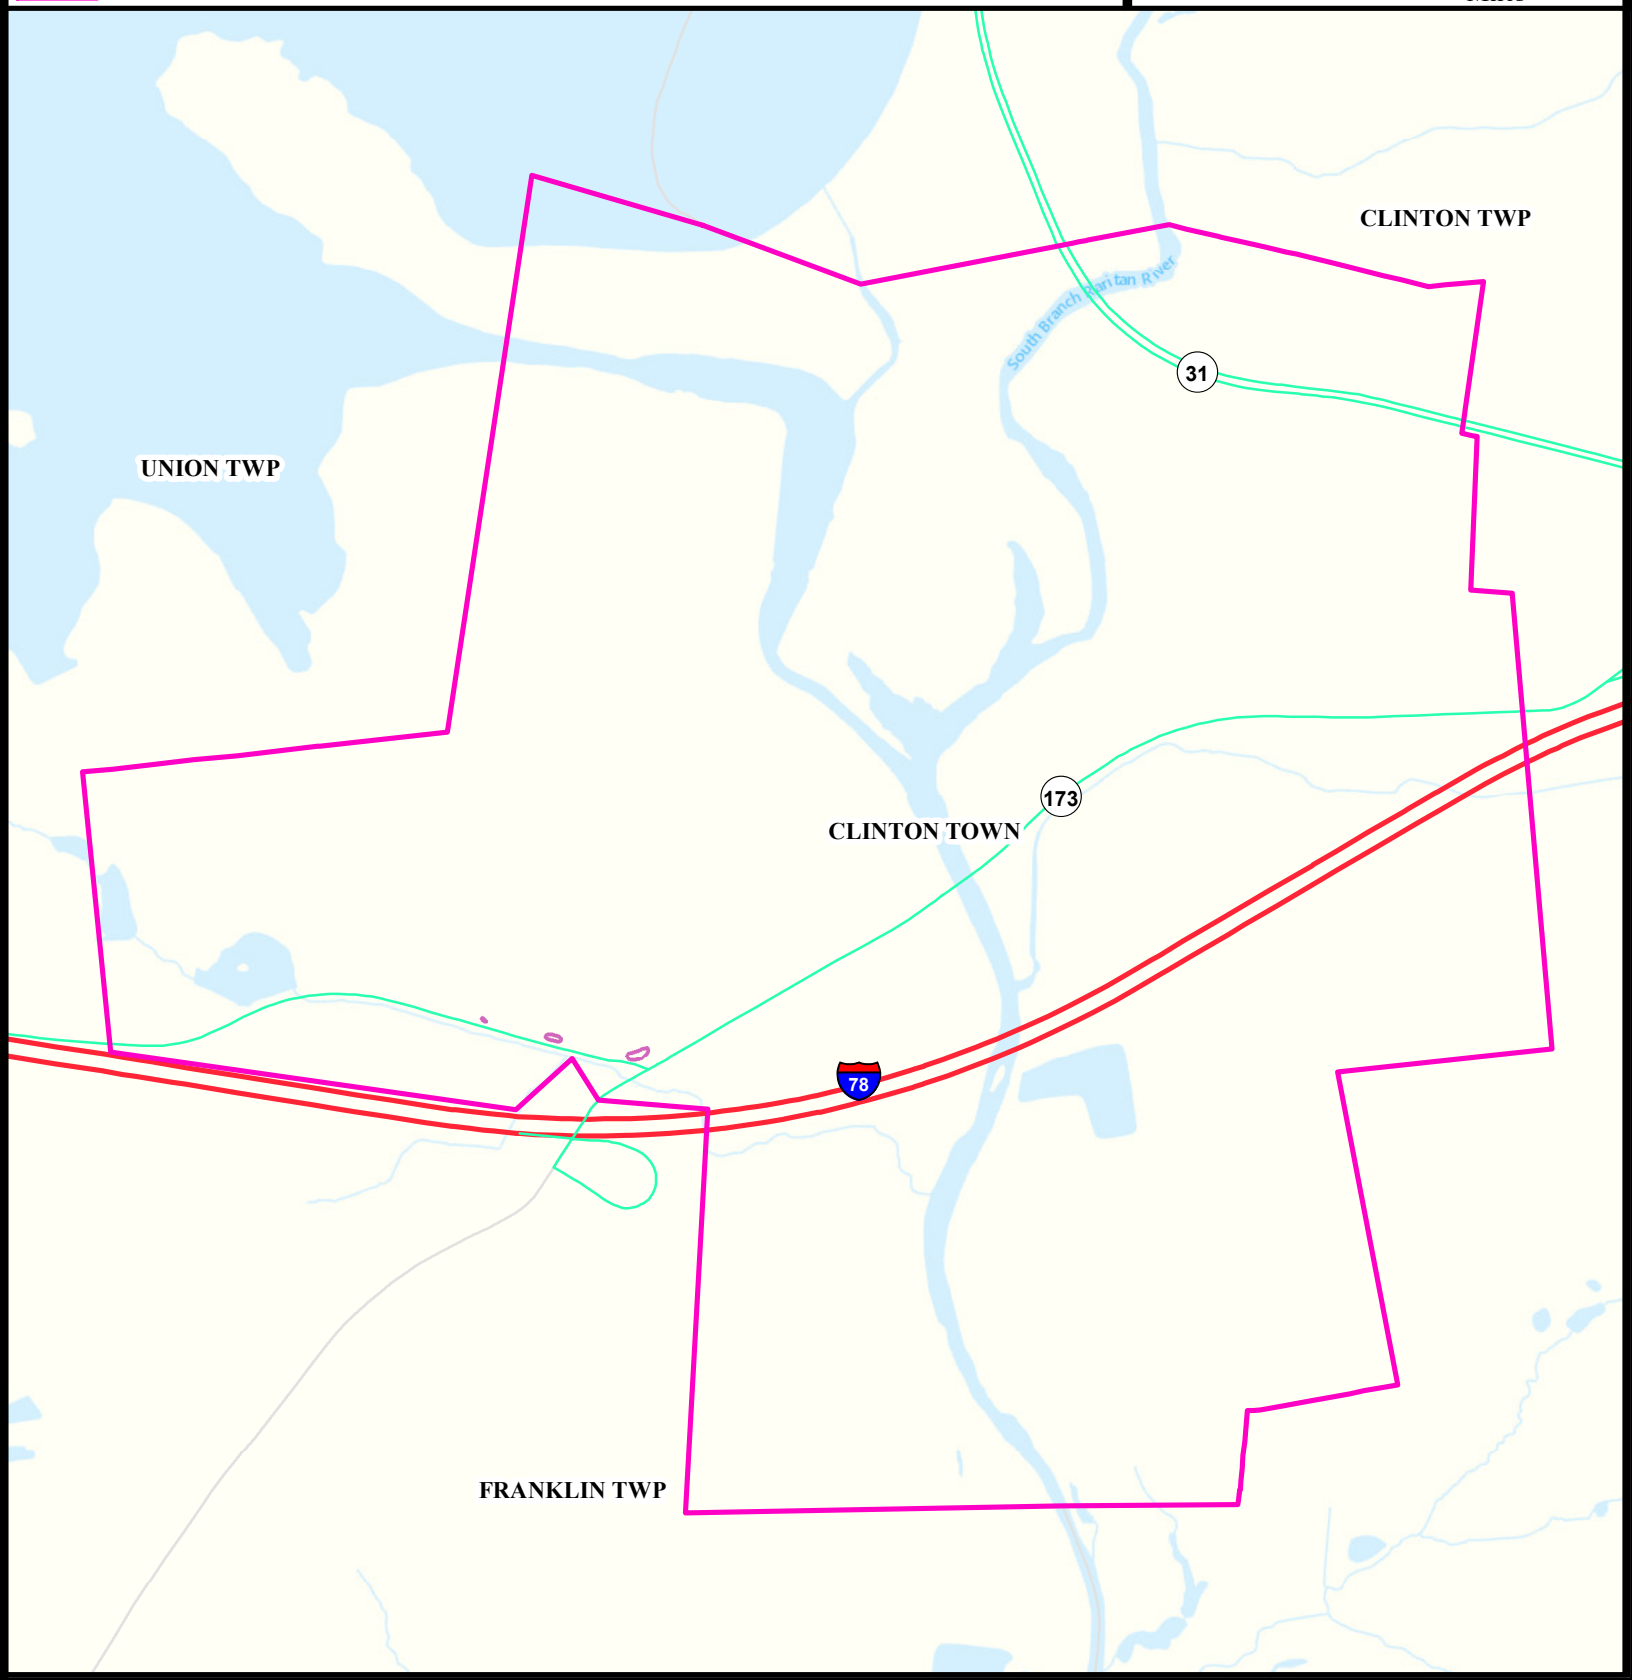 CLINTON TWP
South Branch Raritan River
31
UNION TWP
173
CLINTON TOWN
78
FRANKLIN TWP